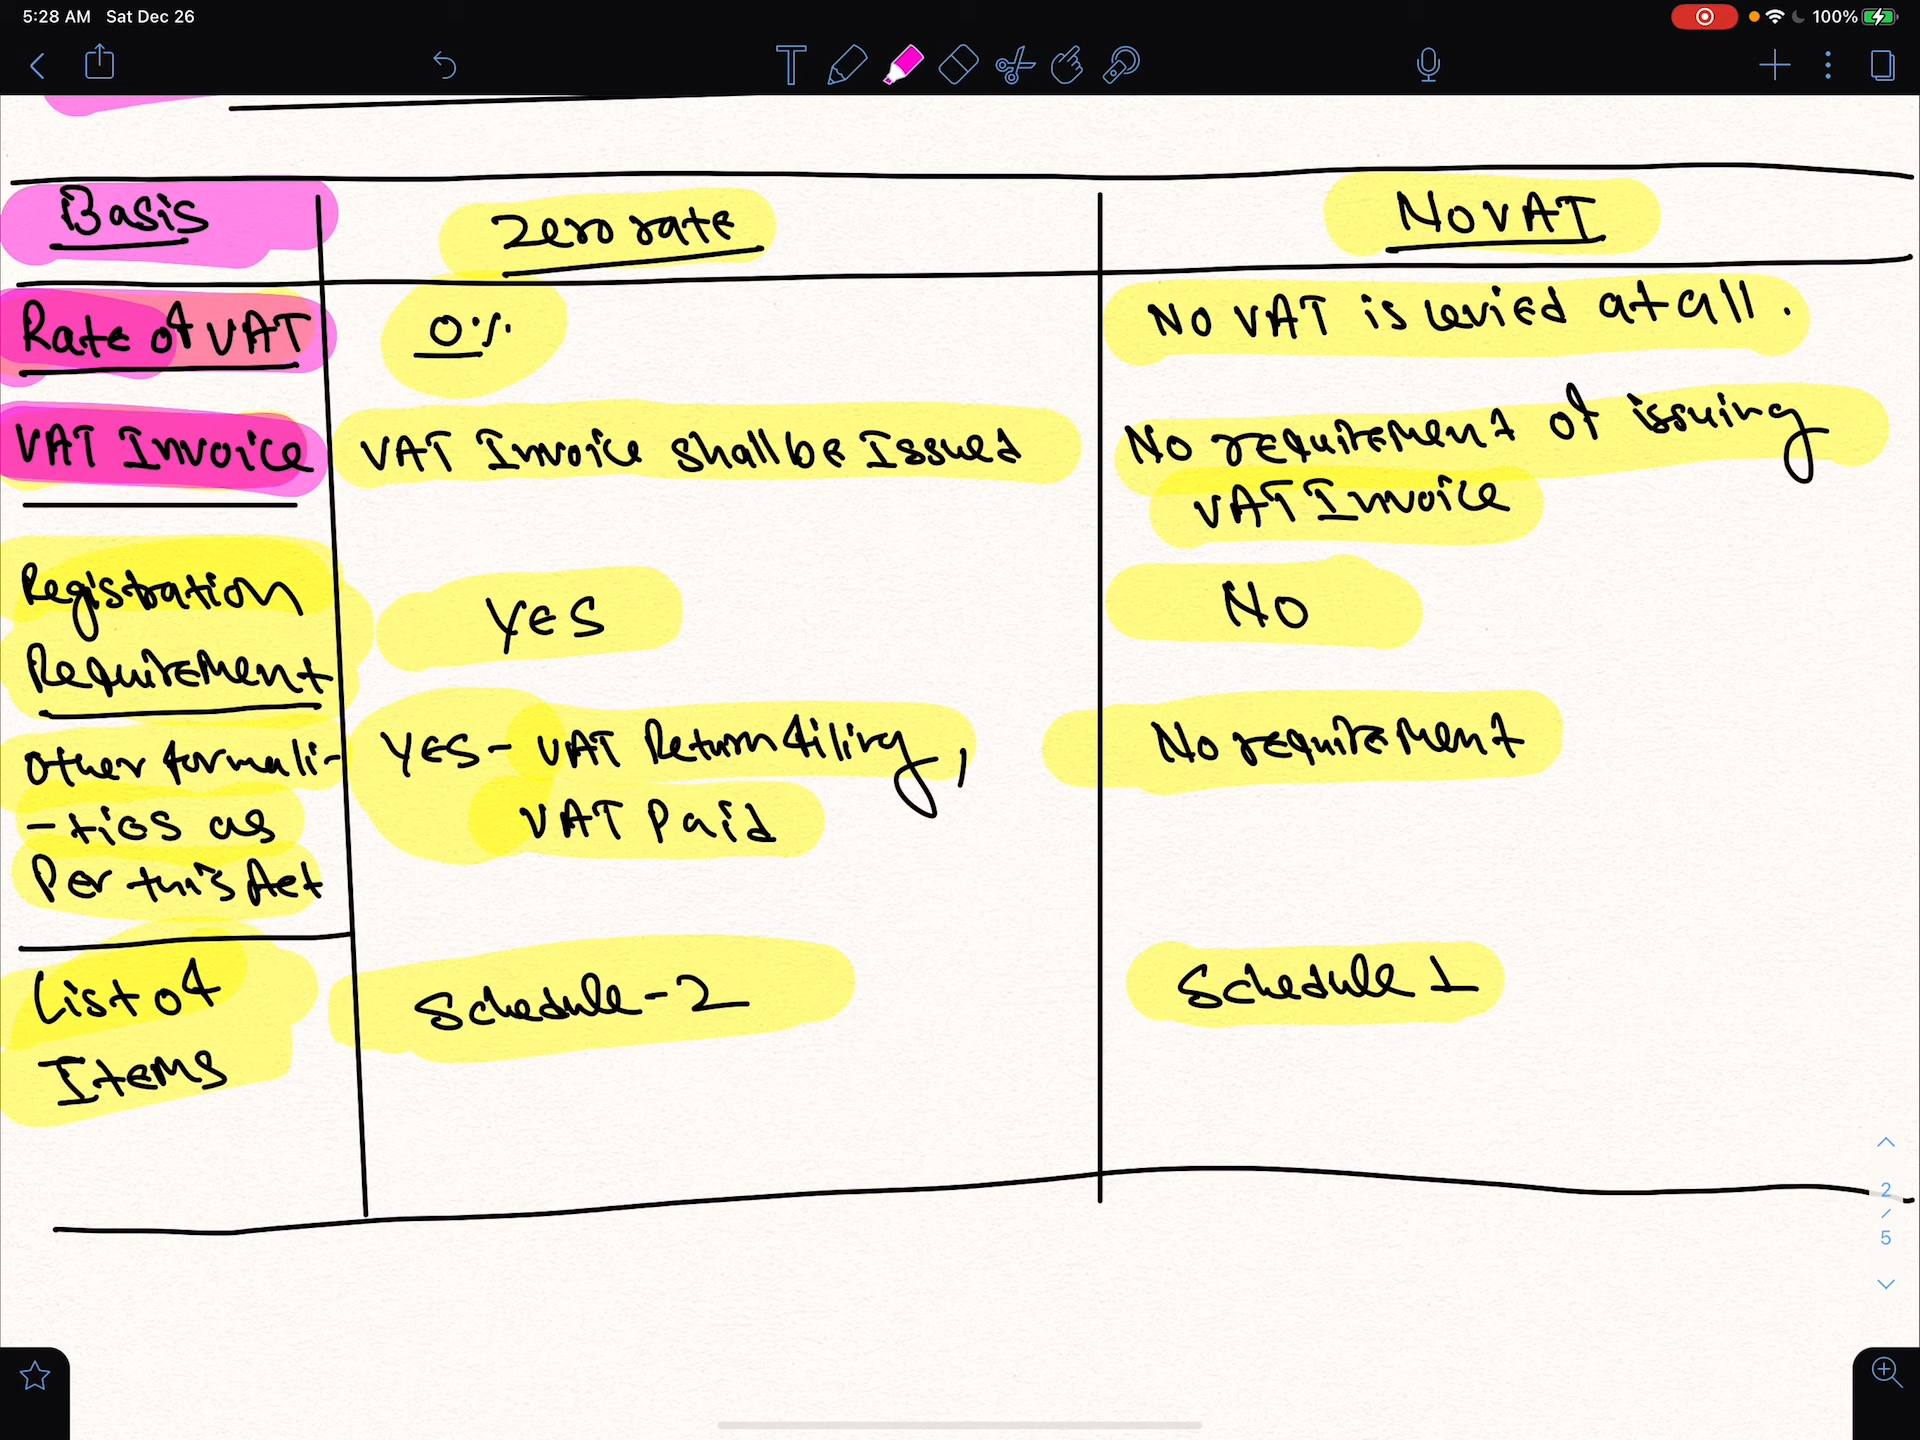 5:28 AM Sat Dec 26
100%
Basis Zero rate NO VAT
Rate of VAT 0% NO VAT is levied at all.
VAT Invoice VAT Invoice shall be Issued No requirement of issuing
VAT Invoice
Registration
Requirement YES NO
Other formali- YES - VAT Return filing, No requirement
-ties as VAT Paid
Per this Act
List of Schedule-2 Schedule 1
Items
2
/
5